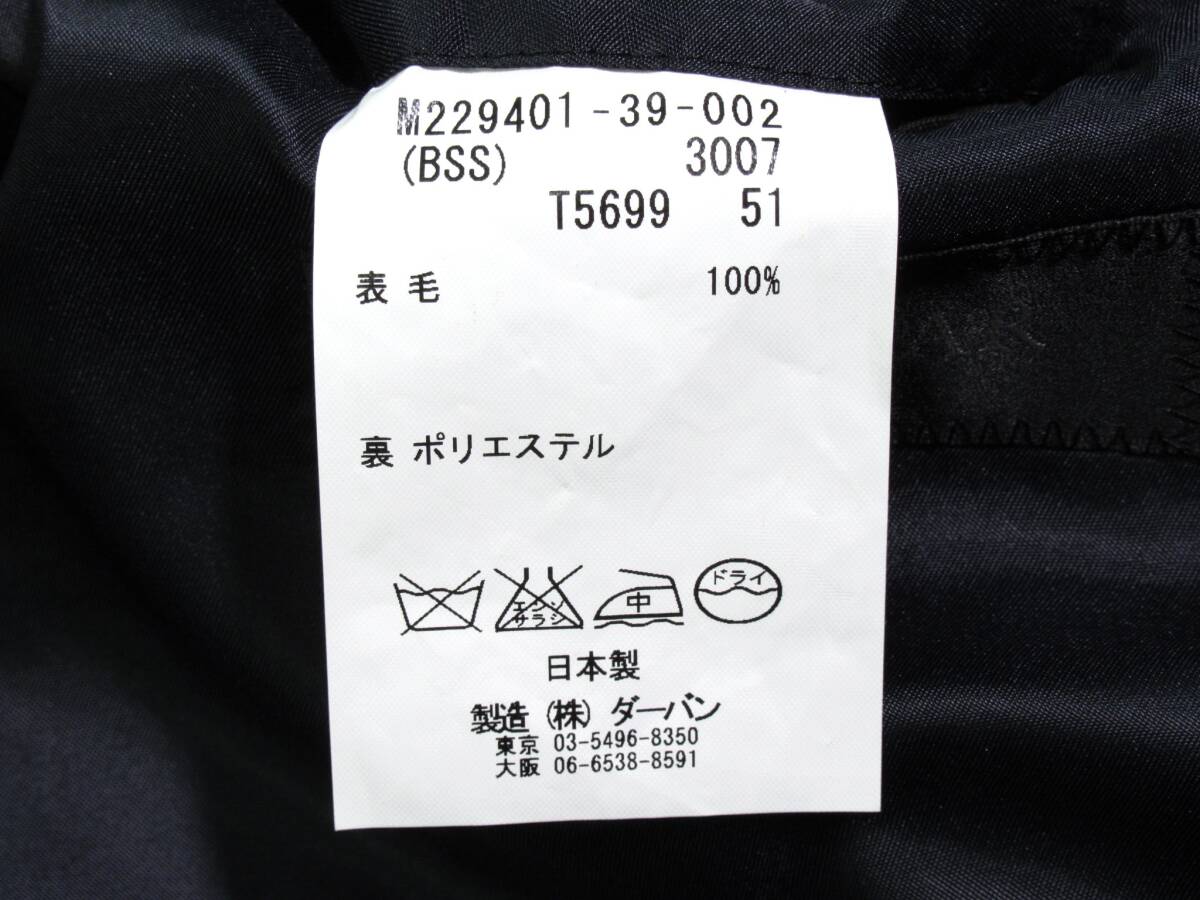 M229401-39-002
(BSS) 3007
T5699 51
表 毛 100%
裏 ポリエステル
エンソサラシ 中 ドライ
日本製
製造 (株) ダーバン
東京 03-5496-8350
大阪 06-6538-8591